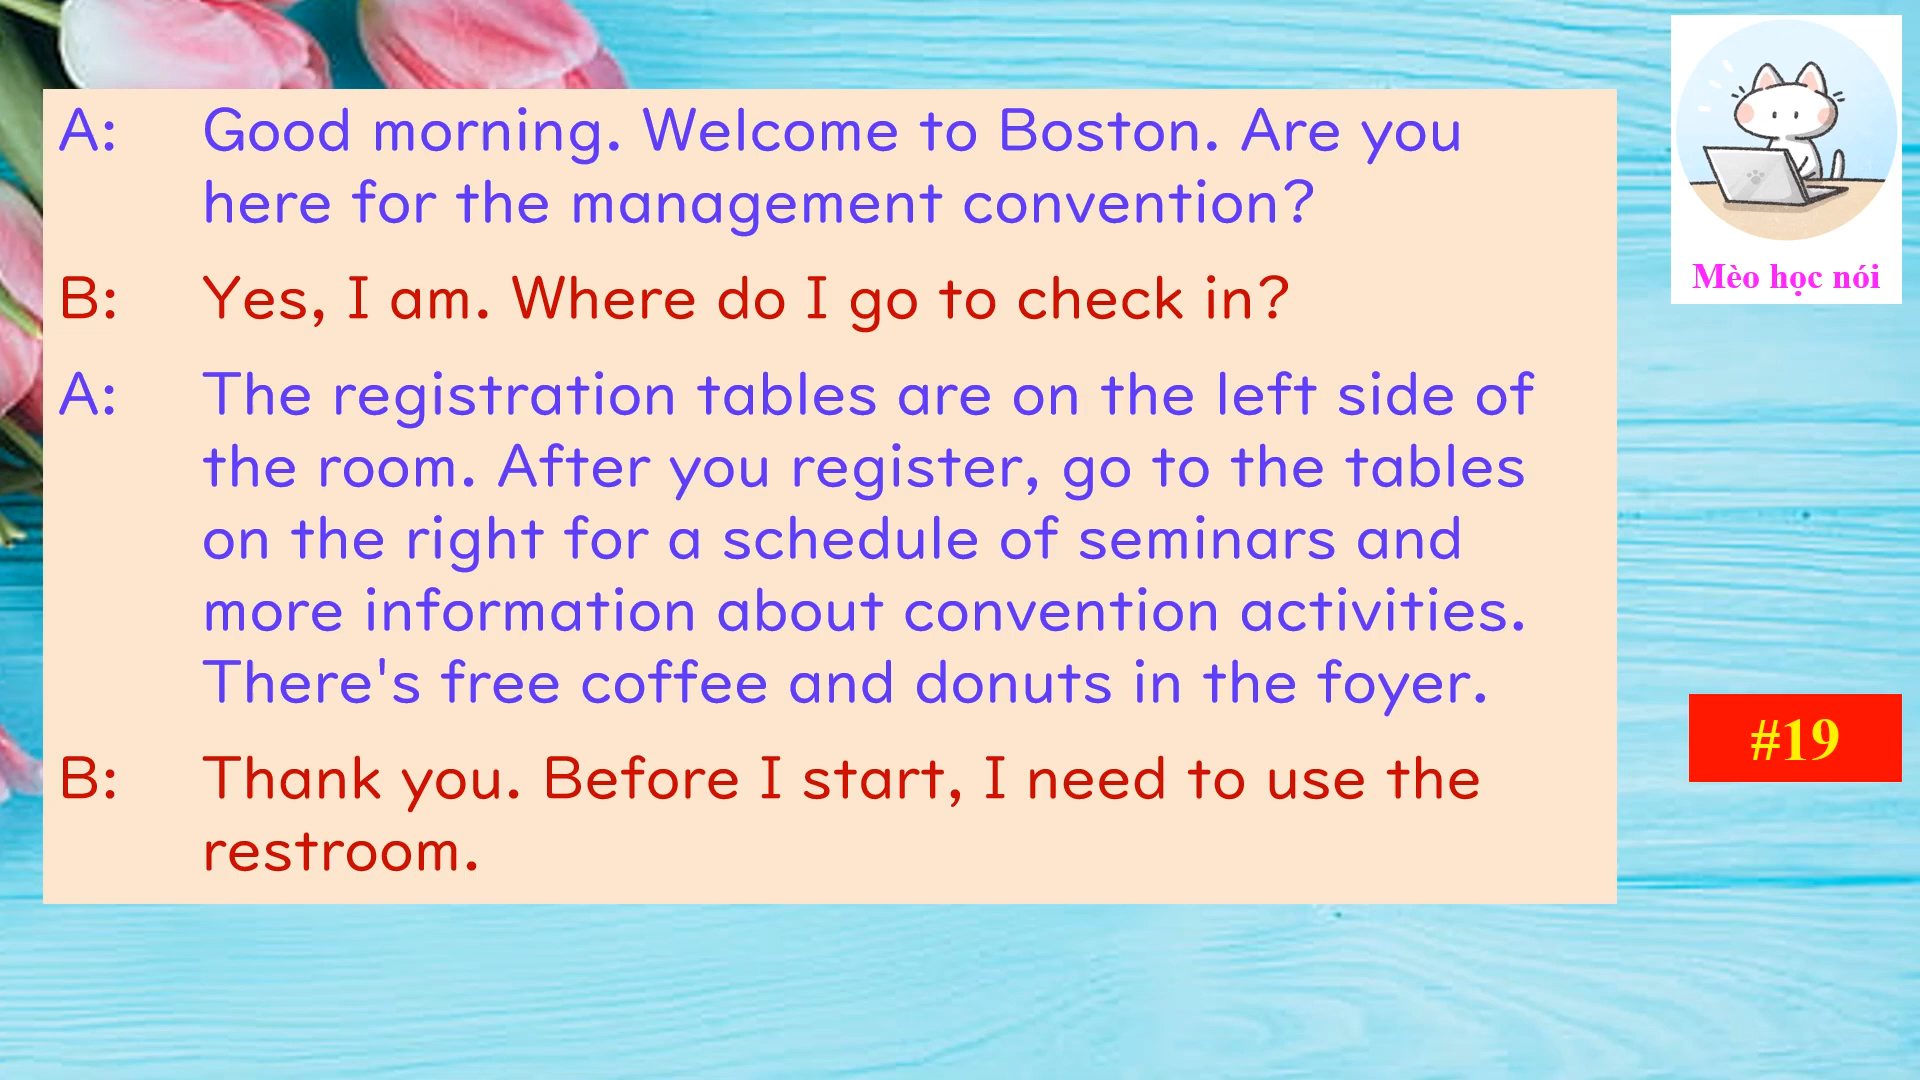 A: Good morning. Welcome to Boston. Are you
here for the management convention?
B: Yes, I am. Where do I go to check in?
A: The registration tables are on the left side of
the room. After you register, go to the tables
on the right for a schedule of seminars and
more information about convention activities.
There's free coffee and donuts in the foyer.
B: Thank you. Before I start, I need to use the
restroom.
Mèo học nói
#19